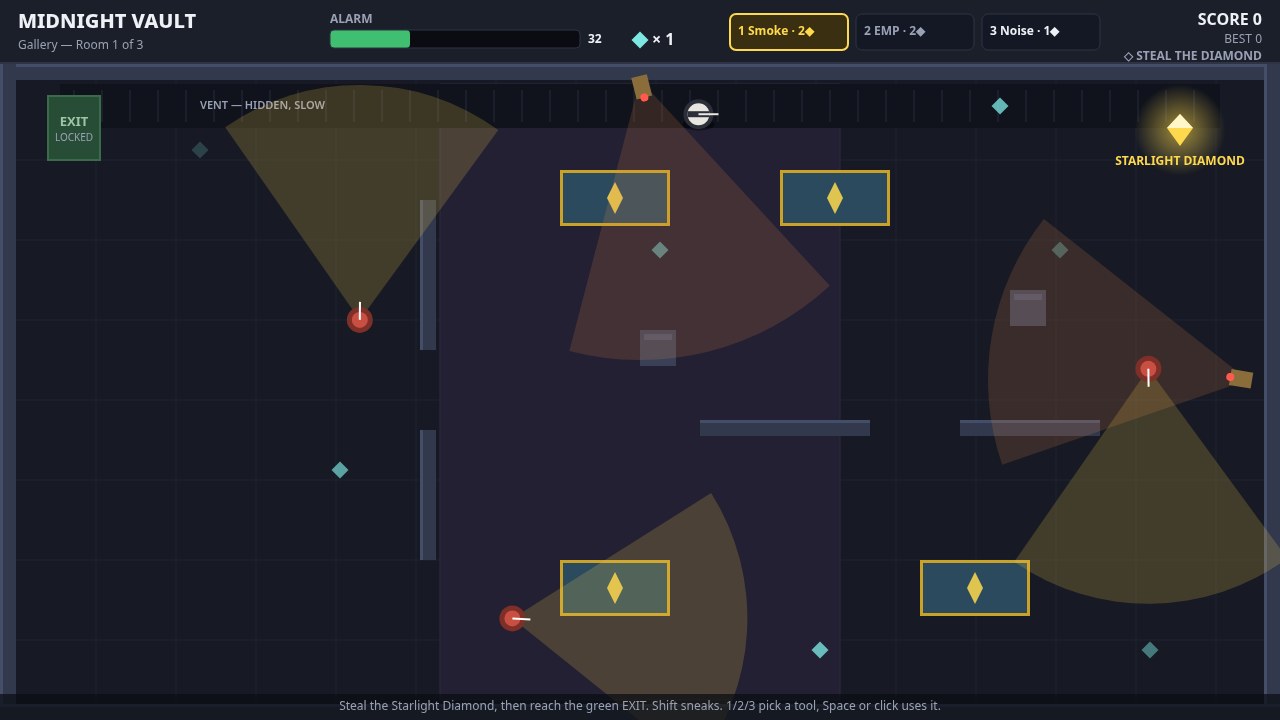 MIDNIGHT VAULT
Gallery — Room 1 of 3
ALARM
32
× 1
1 Smoke · 2◆
2 EMP · 2◆
3 Noise · 1◆
SCORE 0
BEST 0
◇ STEAL THE DIAMOND
EXIT
LOCKED
VENT — HIDDEN, SLOW
STARLIGHT DIAMOND
Steal the Starlight Diamond, then reach the green EXIT. Shift sneaks. 1/2/3 pick a tool, Space or click uses it.